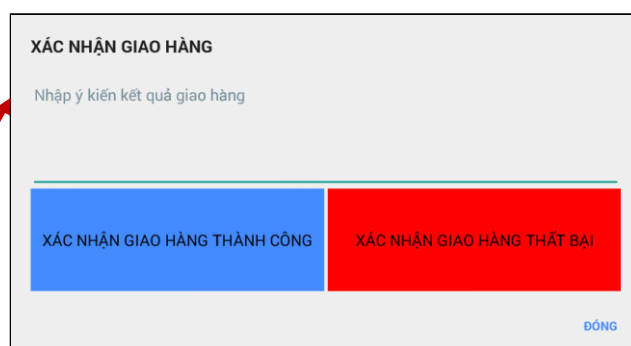 XÁC NHẬN GIAO HÀNG
Nhập ý kiến kết quả giao hàng
XÁC NHẬN GIAO HÀNG THÀNH CÔNG
XÁC NHẬN GIAO HÀNG THẤT BẠI
ĐÓNG